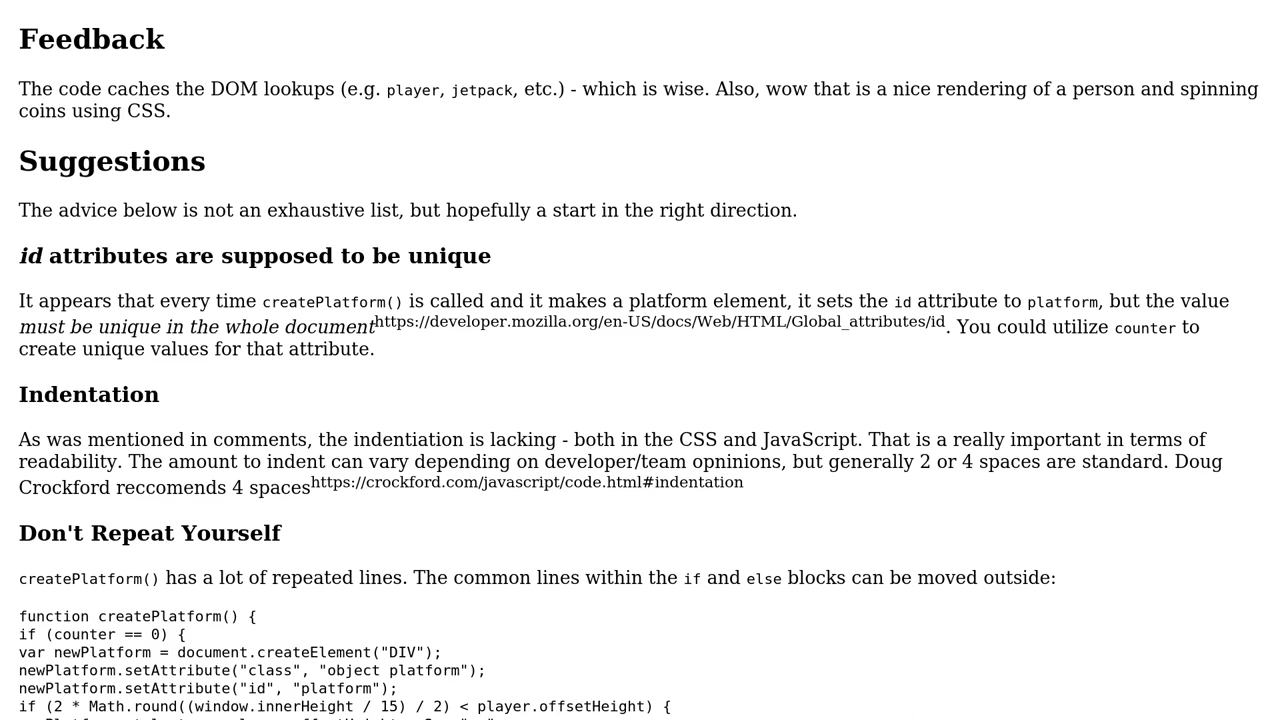 Feedback
The code caches the DOM lookups (e.g. player, jetpack, etc.) - which is wise. Also, wow that is a nice rendering of a person and spinning
coins using CSS.
Suggestions
The advice below is not an exhaustive list, but hopefully a start in the right direction.
id attributes are supposed to be unique
It appears that every time createPlatform() is called and it makes a platform element, it sets the id attribute to platform, but the value
must be unique in the whole documenthttps://developer.mozilla.org/en-US/docs/Web/HTML/Global_attributes/id. You could utilize counter to
create unique values for that attribute.
Indentation
As was mentioned in comments, the indentiation is lacking - both in the CSS and JavaScript. That is a really important in terms of
readability. The amount to indent can vary depending on developer/team opninions, but generally 2 or 4 spaces are standard. Doug
Crockford reccomends 4 spaceshttps://crockford.com/javascript/code.html#indentation
Don't Repeat Yourself
createPlatform() has a lot of repeated lines. The common lines within the if and else blocks can be moved outside:
function createPlatform() {
if (counter == 0) {
var newPlatform = document.createElement("DIV");
newPlatform.setAttribute("class", "object platform");
newPlatform.setAttribute("id", "platform");
if (2 * Math.round((window.innerHeight / 15) / 2) < player.offsetHeight) {